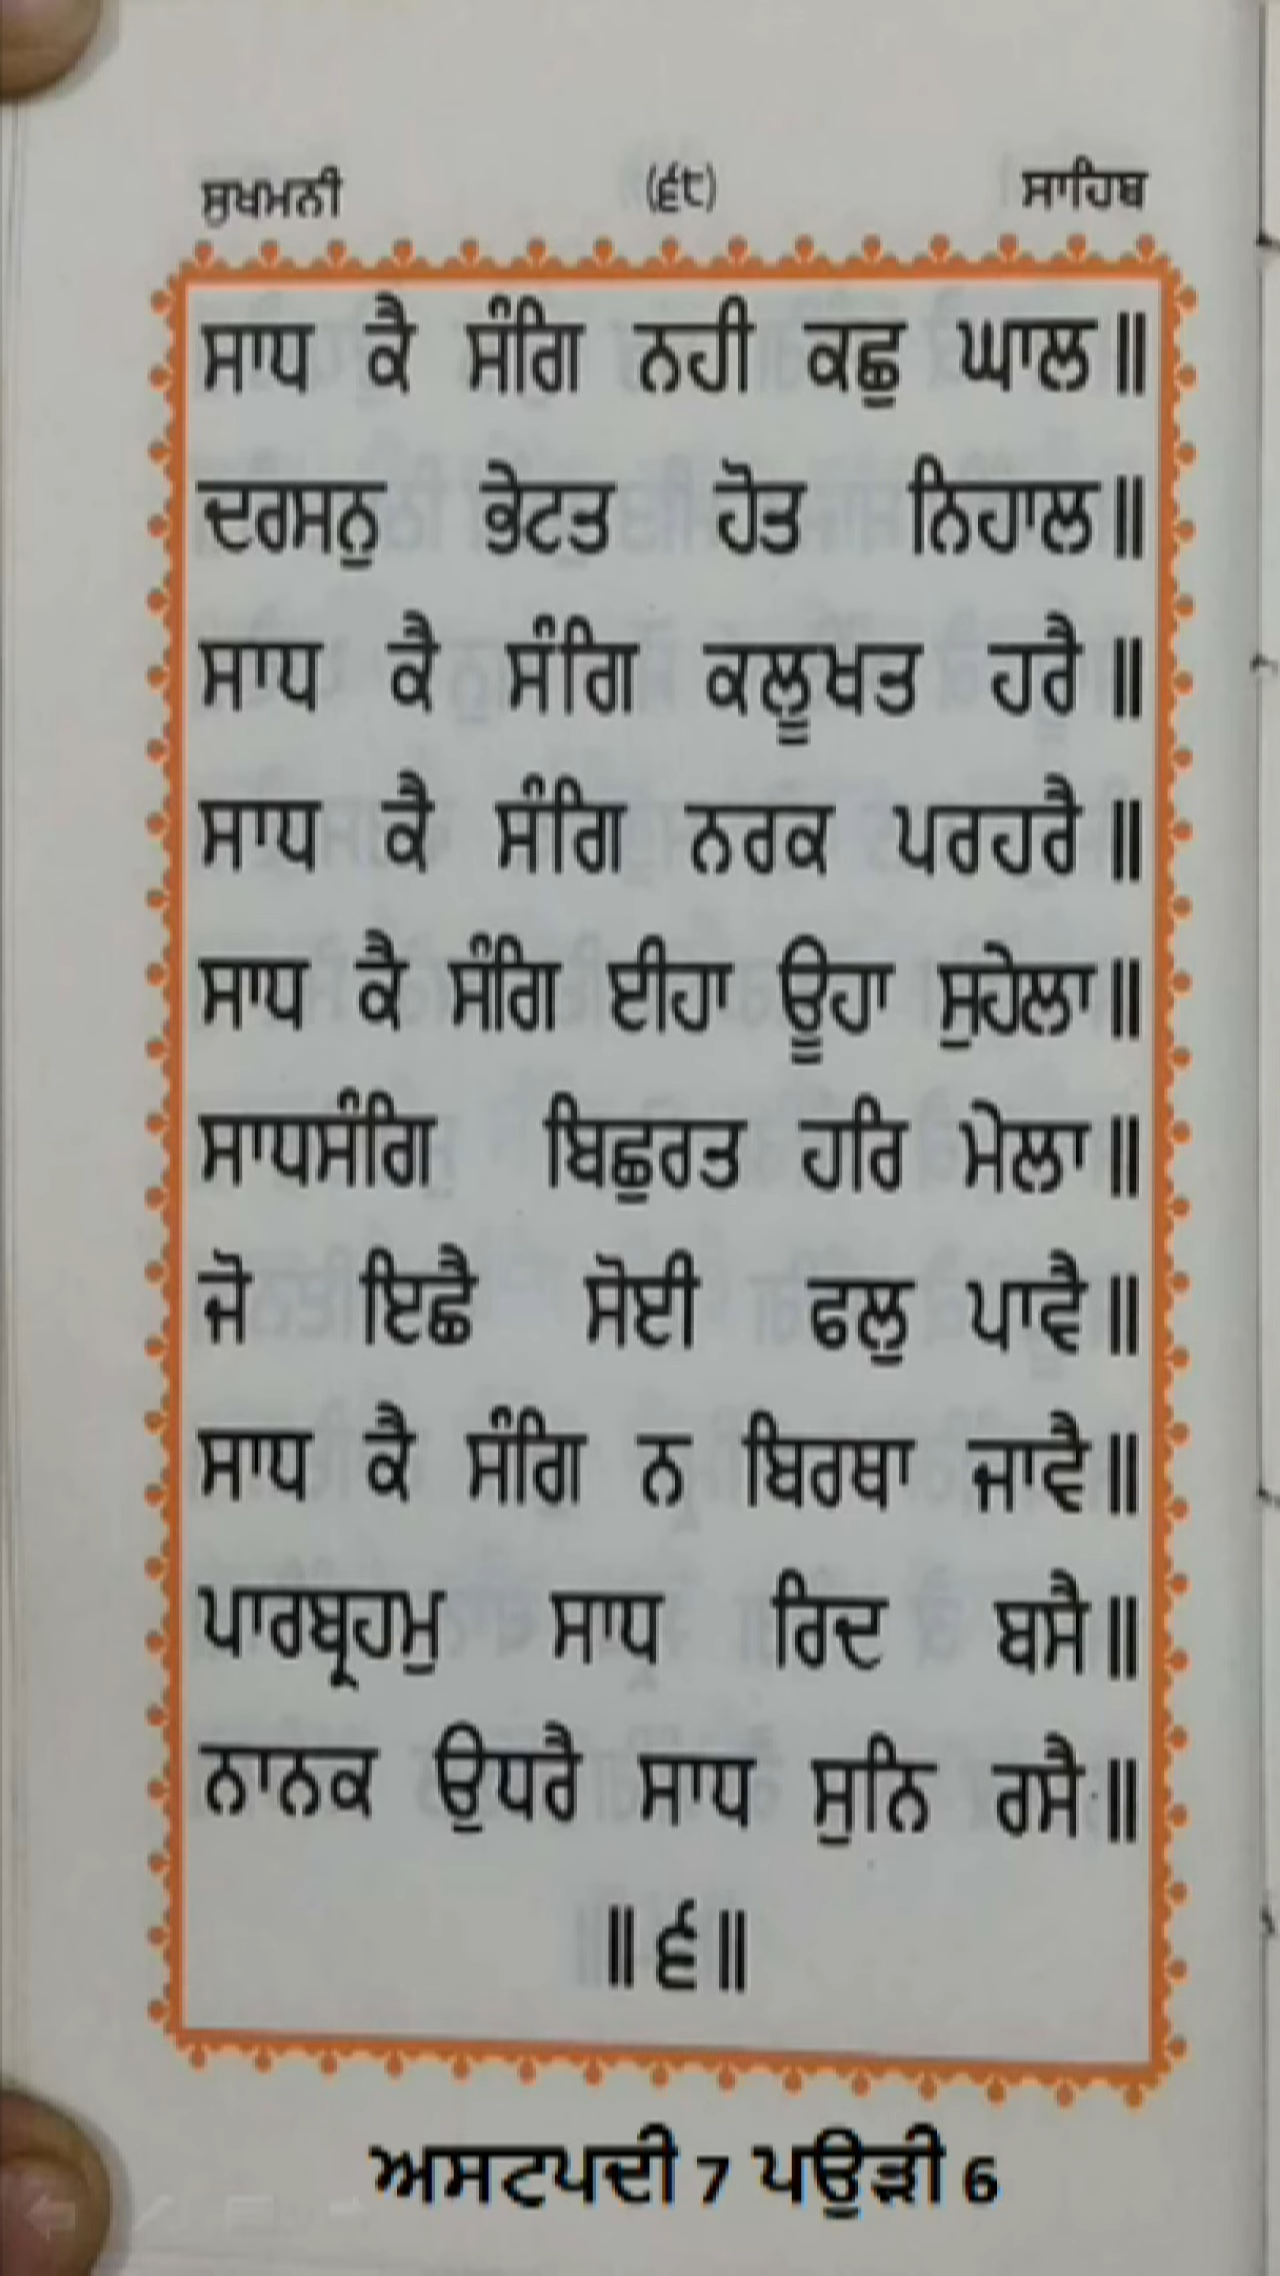 ਸੁਖਮਨੀ (੬੮) ਸਾਹਿਬ
ਸਾਧ ਕੈ ਸੰਗਿ ਨਹੀ ਕਛੁ ਘਾਲ॥
ਦਰਸਨੁ ਭੇਟਤ ਹੋਤ ਨਿਹਾਲ॥
ਸਾਧ ਕੈ ਸੰਗਿ ਕਲੂਖਤ ਹਰੈ॥
ਸਾਧ ਕੈ ਸੰਗਿ ਨਰਕ ਪਰਹਰੈ॥
ਸਾਧ ਕੈ ਸੰਗਿ ਈਹਾ ਊਹਾ ਸੁਹੇਲਾ॥
ਸਾਧਸੰਗਿ ਬਿਛੁਰਤ ਹਰਿ ਮੇਲਾ॥
ਜੋ ਇਛੈ ਸੋਈ ਫਲੁ ਪਾਵੈ॥
ਸਾਧ ਕੈ ਸੰਗਿ ਨ ਬਿਰਥਾ ਜਾਵੈ॥
ਪਾਰਬ੍ਰਹਮੁ ਸਾਧ ਰਿਦ ਬਸੈ॥
ਨਾਨਕ ਉਧਰੈ ਸਾਧ ਸੁਨਿ ਰਸੈ॥
॥੬॥
ਅਸਟਪਦੀ 7 ਪਉੜੀ 6